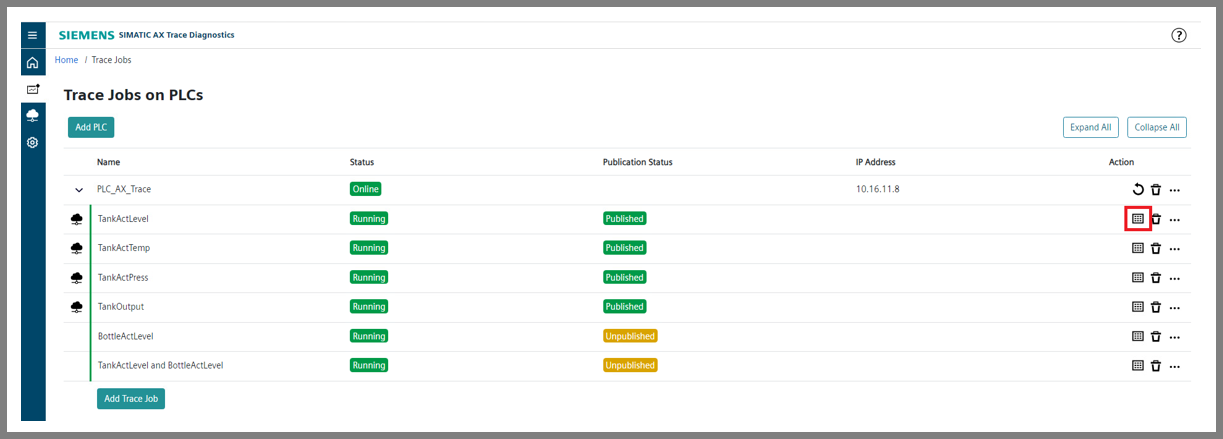 SIEMENS SIMATIC AX Trace Diagnostics ?
Home / Trace Jobs
Trace Jobs on PLCs
Add PLC Expand All Collapse All
Name Status Publication Status IP Address Action
PLC_AX_Trace Online 10.16.11.8 ...
TankActLevel Running Published ...
TankActTemp Running Published ...
TankActPress Running Published ...
TankOutput Running Published ...
BottleActLevel Running Unpublished ...
TankActLevel and BottleActLevel Running Unpublished ...
Add Trace Job